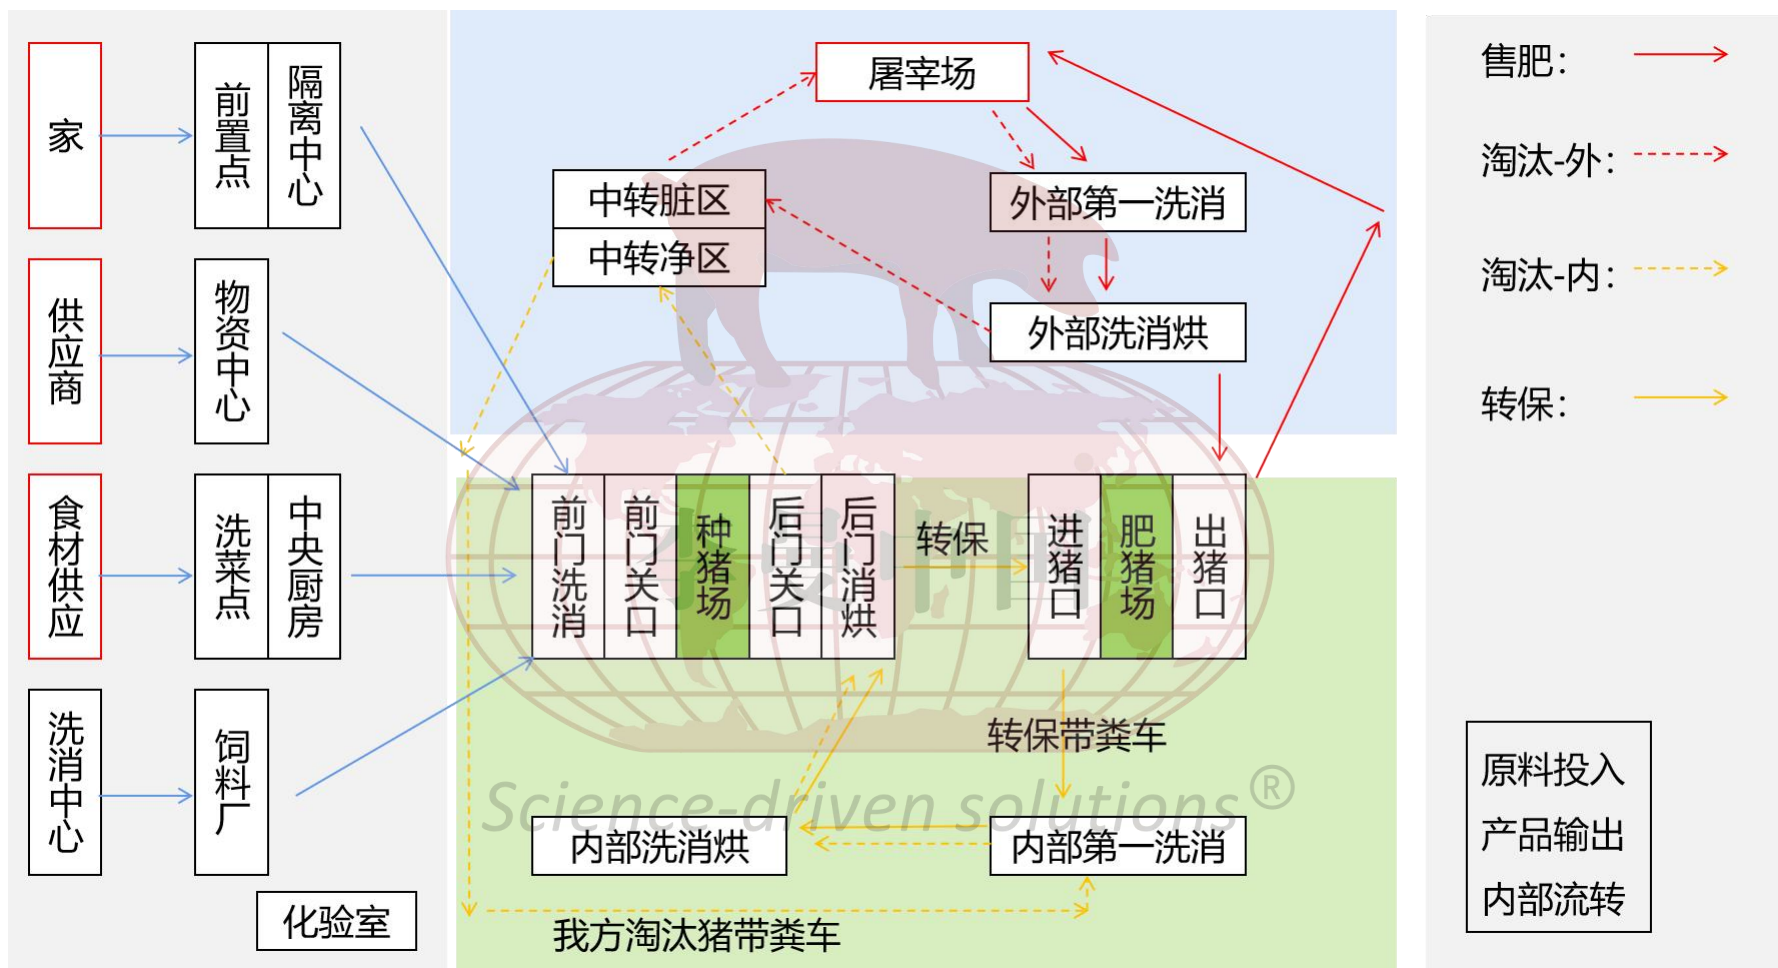 家
前置点
隔离中心
供应商
物资中心
食材供应
洗菜点
中央厨房
洗消中心
饲料厂
化验室
屠宰场
中转脏区
中转净区
外部第一洗消
外部洗消烘
前门洗消
前门关口
种猪场
后门关口
后门消烘
转保
进猪口
肥猪场
出猪口
转保带粪车
Science-driven solutions®
内部洗消烘
内部第一洗消
我方淘汰猪带粪车
售肥：
淘汰-外：
淘汰-内：
转保：
原料投入
产品输出
内部流转